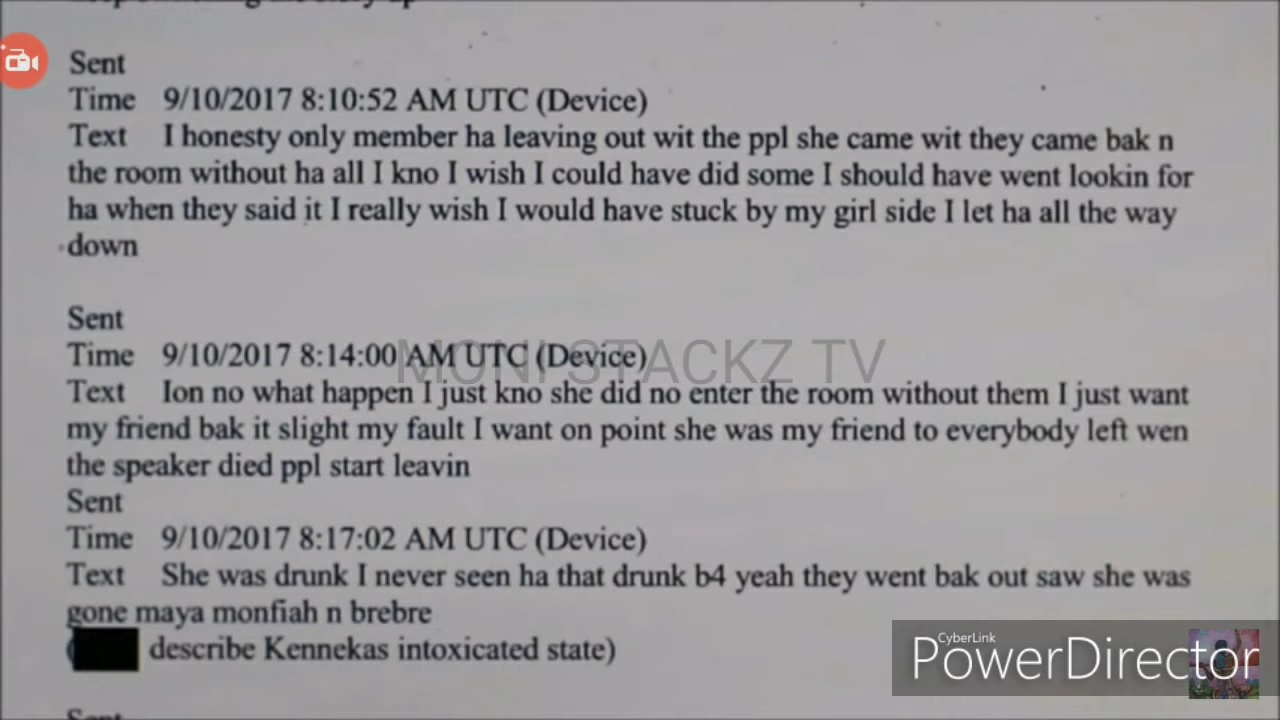 Sent
Time 9/10/2017 8:10:52 AM UTC (Device)
Text I honesty only member ha leaving out wit the ppl she came wit they came bak n
the room without ha all I kno I wish I could have did some I should have went lookin for
ha when they said it I really wish I would have stuck by my girl side I let ha all the way
down
Sent
Time 9/10/2017 8:14:00 AM UTC (Device)
MONI STACKZ TV
Text Ion no what happen I just kno she did no enter the room without them I just want
my friend bak it slight my fault I want on point she was my friend to everybody left wen
the speaker died ppl start leavin
Sent
Time 9/10/2017 8:17:02 AM UTC (Device)
Text She was drunk I never seen ha that drunk b4 yeah they went bak out saw she was
gone maya monfiah n brebre
describe Kennekas intoxicated state)
CyberLink
PowerDirector
Sent